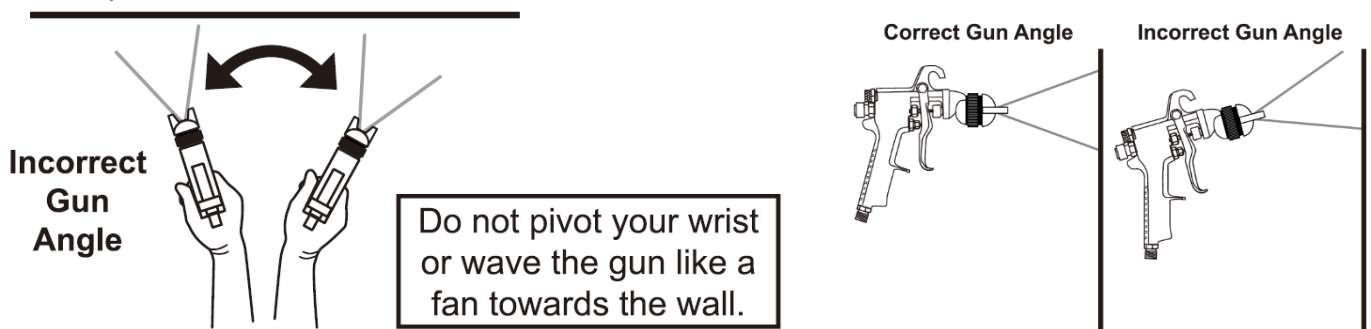 Incorrect
Gun
Angle
Do not pivot your wrist
or wave the gun like a
fan towards the wall.
Correct Gun Angle
Incorrect Gun Angle